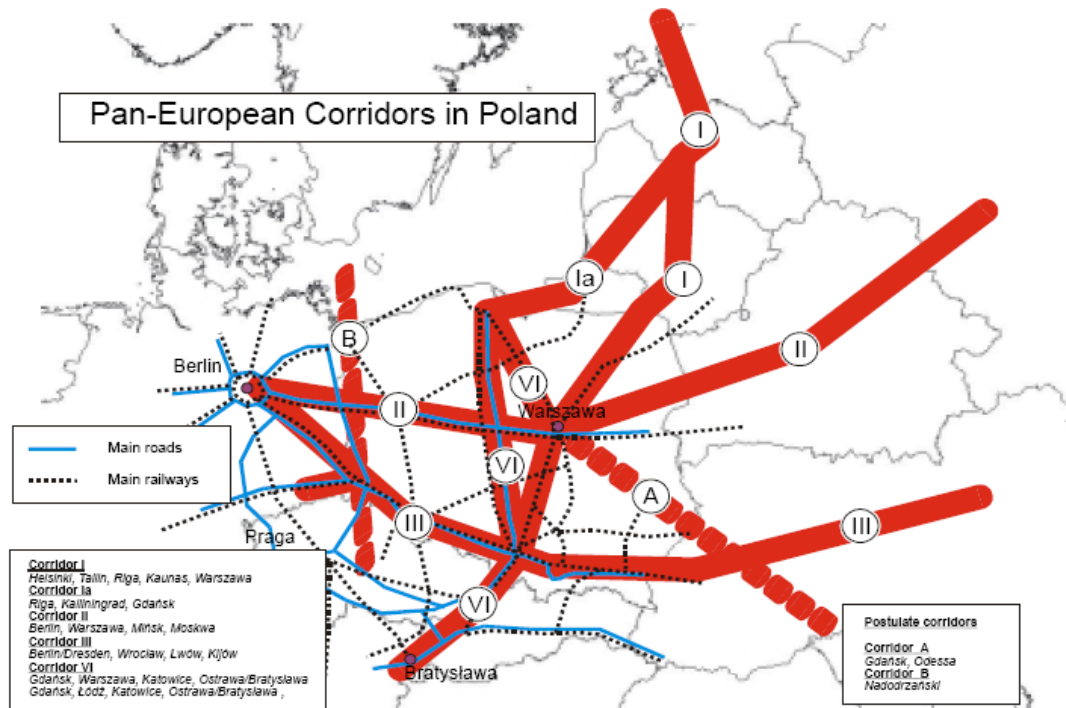 Pan-European Corridors in Poland
I
Ia
I
II
B
Berlin
VI
II
Warszawa
Main roads
Main railways
VI
A
III
III
Praga
VI
Bratysława
Corridor I
Helsinki, Tallin, Ryga, Kaunas, Warszawa
Corridor Ia
Ryga, Kaliningrad, Gdańsk
Corridor II
Berlin, Warszawa, Mińsk, Moskwa
Corridor III
Berlin/Dresden, Wrocław, Lwów, Kijów
Corridor VI
Gdańsk, Warszawa, Katowice, Ostrawa/Bratysława
Gdańsk, Łódź, Katowice, Ostrawa/Bratysława ,
Postulate corridors
Corridor A
Gdańsk, Odessa
Corridor B
Nadodrzański